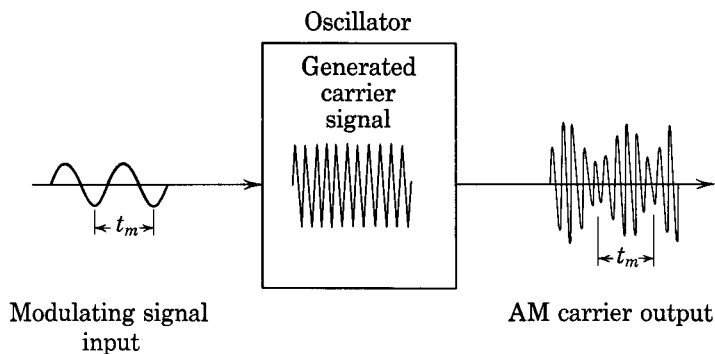 Oscillator
Generated
carrier
signal
t_m
t_m
Modulating signal
input
AM carrier output